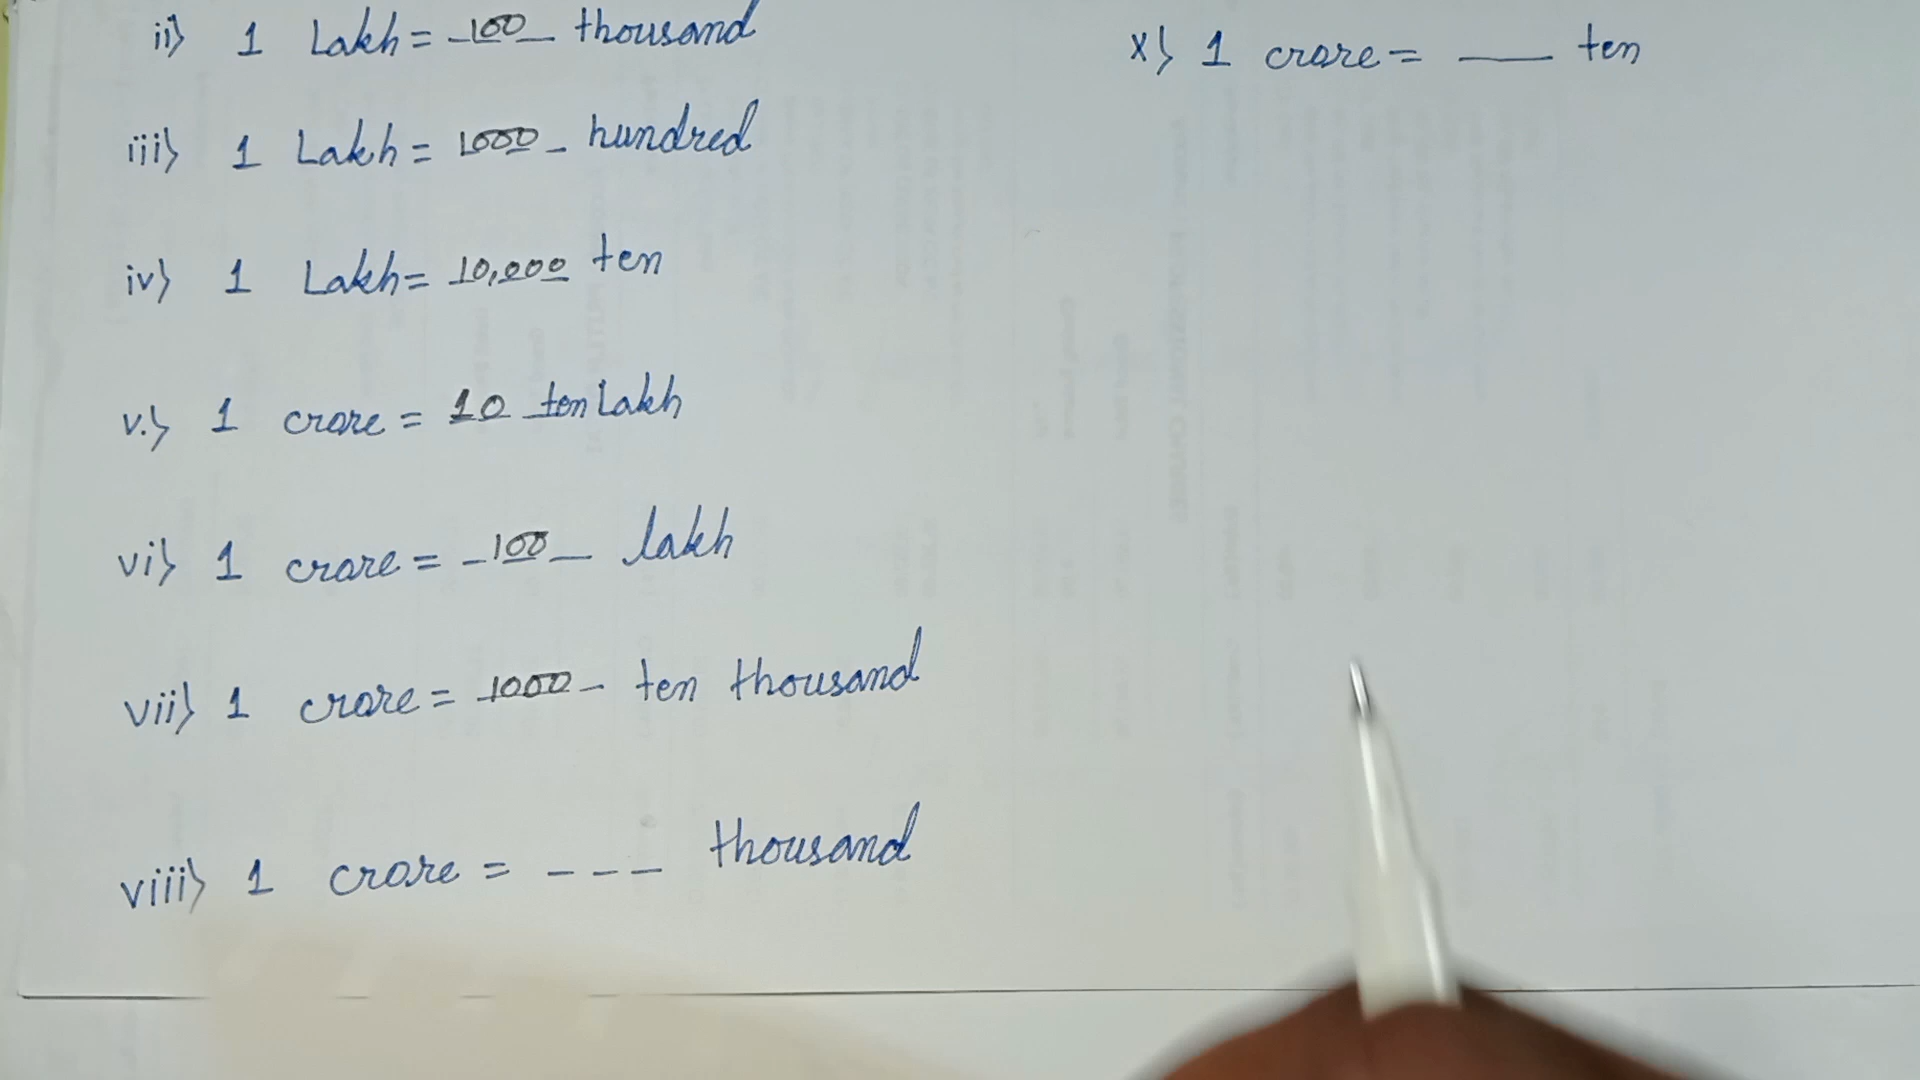 ii) 1 Lakh = 100 thousand
iii) 1 Lakh = 1000 hundred
iv) 1 Lakh = 10,000 ten
v.) 1 crore = 10 ten Lakh
vi) 1 crore = 100 lakh
vii) 1 crore = 1000 ten thousand
viii) 1 crore = --- thousand
x) 1 crore = ___ ten